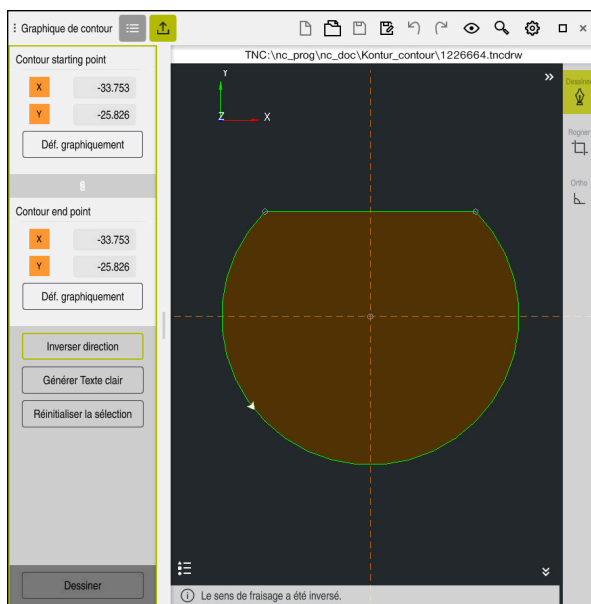 Graphique de contour
TNC:\nc_prog\nc_doc\Kontur_contour\1226664.tncdrw
Contour starting point
X -33.753
Y -25.826
Déf. graphiquement
Contour end point
X -33.753
Y -25.826
Déf. graphiquement
Inverser direction
Générer Texte clair
Réinitialiser la sélection
Dessiner
Y
Z X
Le sens de fraisage a été inversé.
Dessiner
Rogner
Ortho